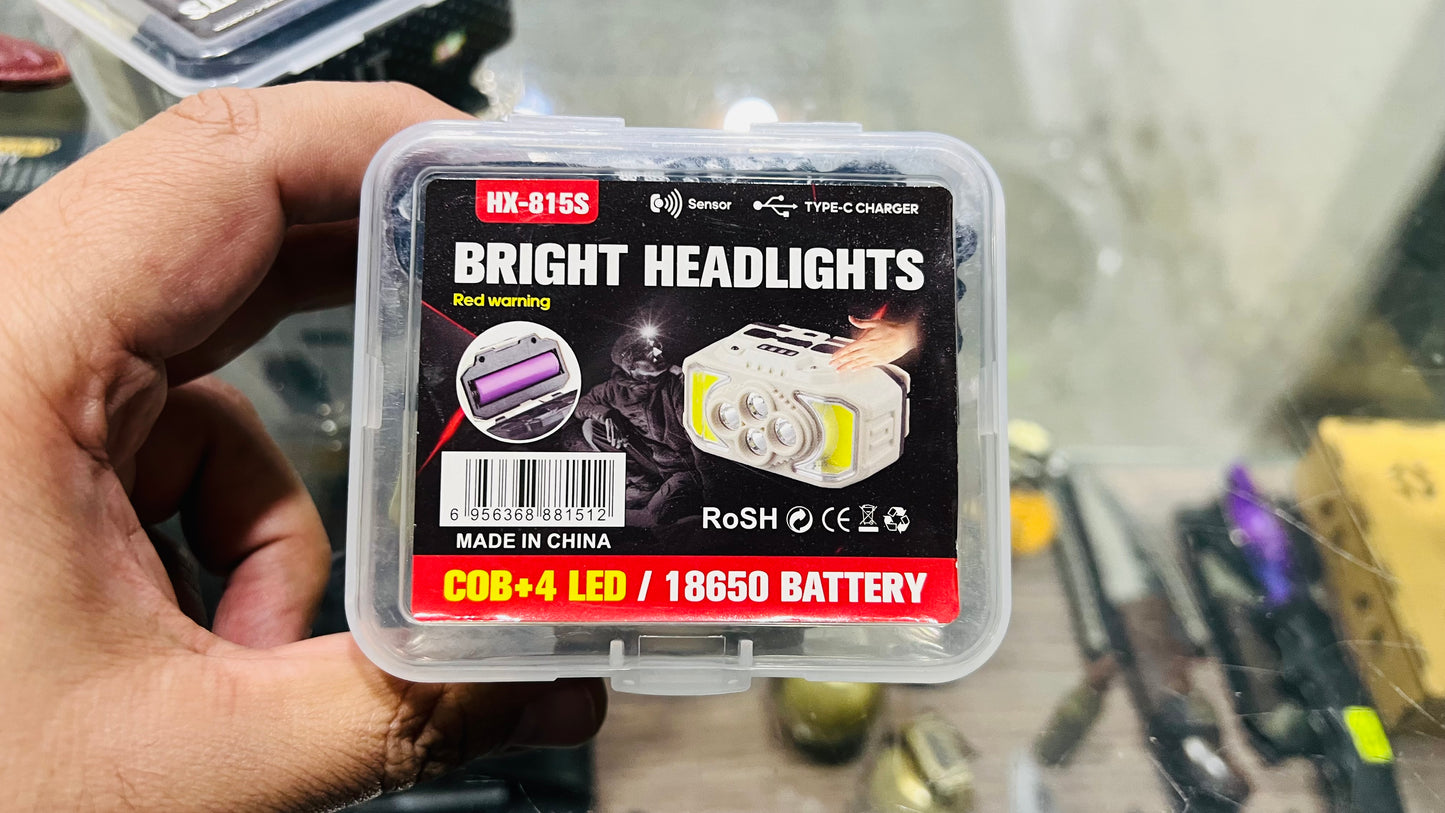 HX-815S
Sensor
TYPE-C CHARGER
BRIGHT HEADLIGHTS
Red warning
6 956368 881512
MADE IN CHINA
RoSH CE
COB+4 LED / 18650 BATTERY